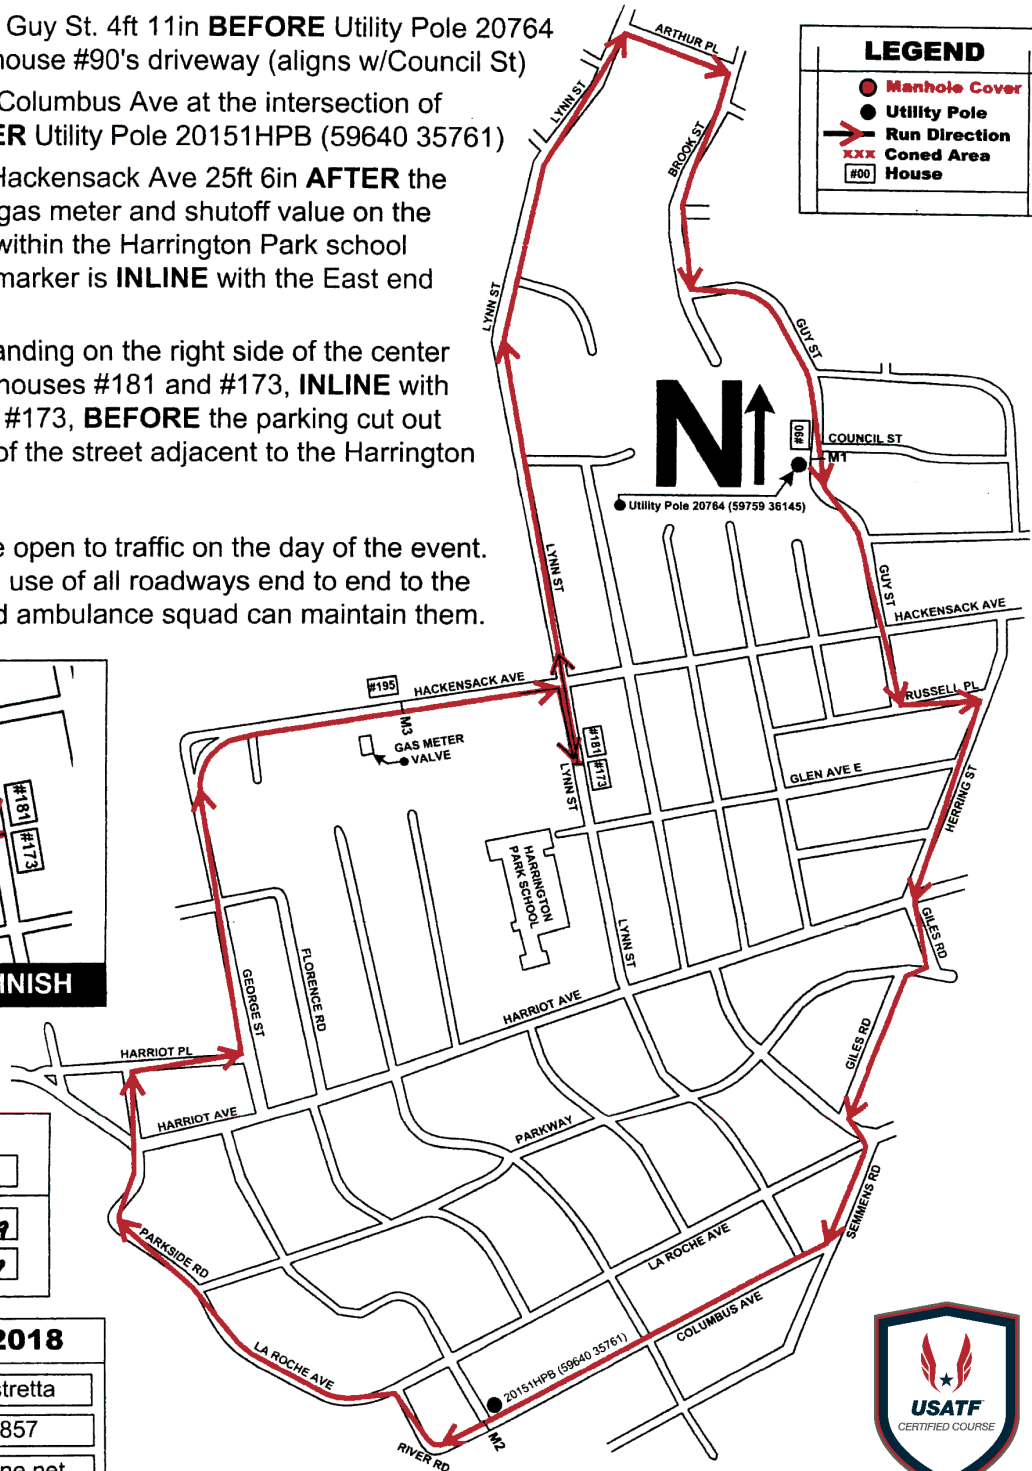 Guy St. 4ft 11in BEFORE Utility Pole 20764
house #90's driveway (aligns w/Council St)
Columbus Ave at the intersection of
ER Utility Pole 20151HPB (59640 35761)
Hackensack Ave 25ft 6in AFTER the
gas meter and shutoff value on the
within the Harrington Park school
marker is INLINE with the East end
anding on the right side of the center
houses #181 and #173, INLINE with
#173, BEFORE the parking cut out
of the street adjacent to the Harrington
e open to traffic on the day of the event.
use of all roadways end to end to the
d ambulance squad can maintain them.
LEGEND
Manhole Cover
Utility Pole
Run Direction
xxx Coned Area
#00 House
ARTHUR PL
LYNN ST
BROOK ST
LYNN ST
GUY ST
N
#90
COUNCIL ST
M1
Utility Pole 20764 (59759 36145)
LYNN ST
GUY ST
HACKENSACK AVE
#195
HACKENSACK AVE
RUSSELL PL
M3
GAS METER
VALVE
#181
#173
LYNN ST
GLEN AVE E
HERRING ST
#181
#173
HARRINGTON
PARK SCHOOL
LYNN ST
GILES RD
INISH
GEORGE ST
FLORENCE RD
HARRIOT AVE
GILES RD
HARRIOT PL
HARRIOT AVE
PARKWAY
SEMMENS RD
PARKSIDE RD
LA ROCHE AVE
COLUMBUS AVE
LA ROCHE AVE
20151HPB (59640 35761)
M2
RIVER RD
2018
stretta
857
ne.net
USATF
CERTIFIED COURSE